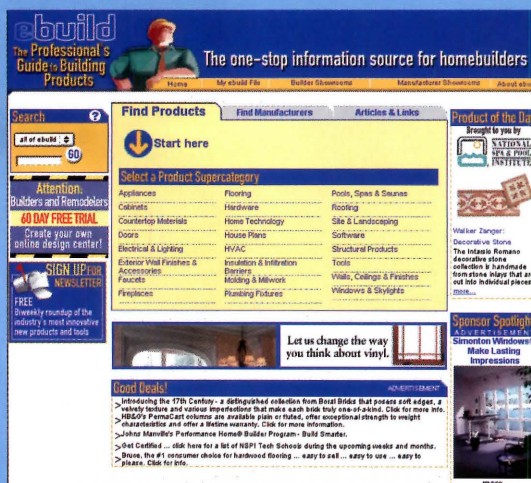 ebuild
The Professional's
Guide to Building
Products
The one-stop information source for homebuilders
Home
My ebuild File
Builder Showrooms
Manufacturer Showrooms
About
Search
?
all of ebuild
GO
Attention:
Builders and Remodelers
60 DAY FREE TRIAL
Create your own
online design center!
SIGN UP FOR
NEWSLETTER
FREE
Biweekly roundup of the
industry's most innovative
new products and tools
Find Products
Find Manufacturers
Articles & Links
Start here
Select a Product Supercategory
Appliances
Cabinets
Countertop Materials
Doors
Electrical & Lighting
Exterior Wall Finishes &
Accessories
Faucets
Fireplaces
Flooring
Hardware
Home Technology
House Plans
HVAC
Insulation & Infiltration
Barriers
Molding & Millwork
Plumbing Fixtures
Pools, Spas & Saunas
Roofing
Site & Landscaping
Software
Structural Products
Tools
Walls, Ceilings & Finishes
Windows & Skylights
Let us change the way
you think about vinyl.
Good Deals!
ADVERTISEMENT
> Introducing the 17th Century - a distinguished collection from Boral Bricks that posers soft edges, a
velvety texture and various imperfections that make each brick truly one-of-a-kind. Click for more info.
> HB&G's PermaCast columns are available plain or fluted, offer exceptional strength to weight
characteristics and offer a lifetime warranty. Click for more information.
> Johns Manville's Performance Home® Builder Program - Build Smarter.
> Get Certified ... click here for a list of NSPI Tech Schools during the upcoming weeks and months.
> Bruce, the #1 consumer choice for hardwood flooring ... easy to sell ... easy to use ... easy to
please. Click for info.
Product of the Da
Brought to you by
NATIONAL
SPA & POOL
INSTITUTE
Walker Zanger:
Decorative Stone
The Intarsio Romano
decorative stone
collection is handmade
from stone inlays that are
cut into individual pieces
more...
Sponsor Spotligh
ADVERTISEMENT
Simonton Windows
Make Lasting
Impressions